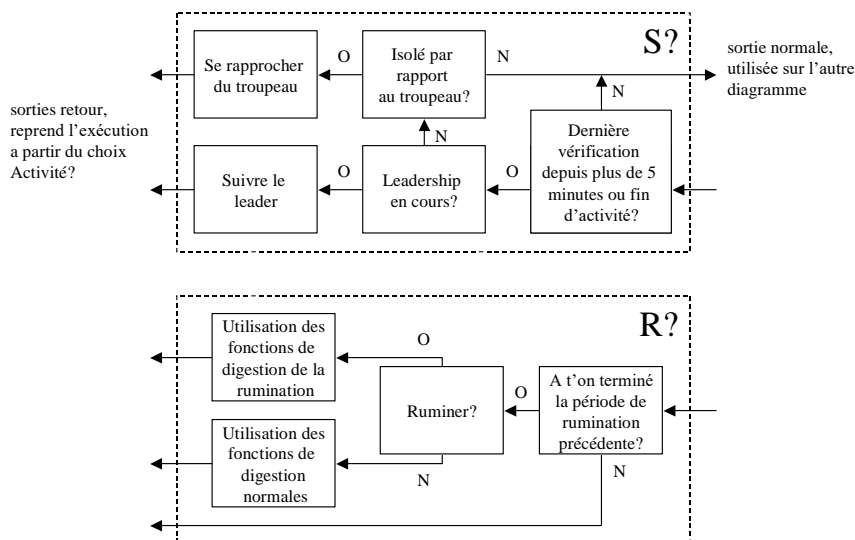 S?
Se rapprocher
du troupeau
O
Isolé par
rapport
au troupeau?
N
sortie normale,
utilisée sur l'autre
diagramme
sorties retour,
reprend l'exécution
a partir du choix
Activité?
N
N
Suivre le
leader
O
Leadership
en cours?
O
Dernière
vérification
depuis plus de 5
minutes ou fin
d'activité?
R?
Utilisation des
fonctions de
digestion de la
rumination
O
Ruminer?
O
A t'on terminé
la période de
rumination
précédente?
Utilisation des
fonctions de
digestion
normales
N
N